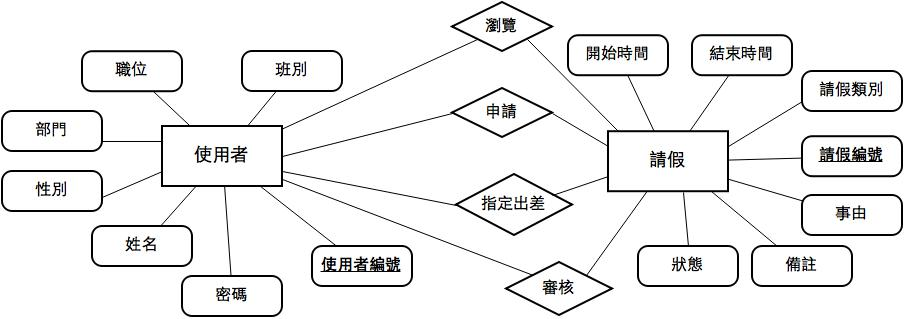 瀏覽
職位
班別
開始時間
結束時間
請假類別
部門
申請
使用者
請假
請假編號
性別
指定出差
事由
姓名
使用者編號
狀態
備註
密碼
審核